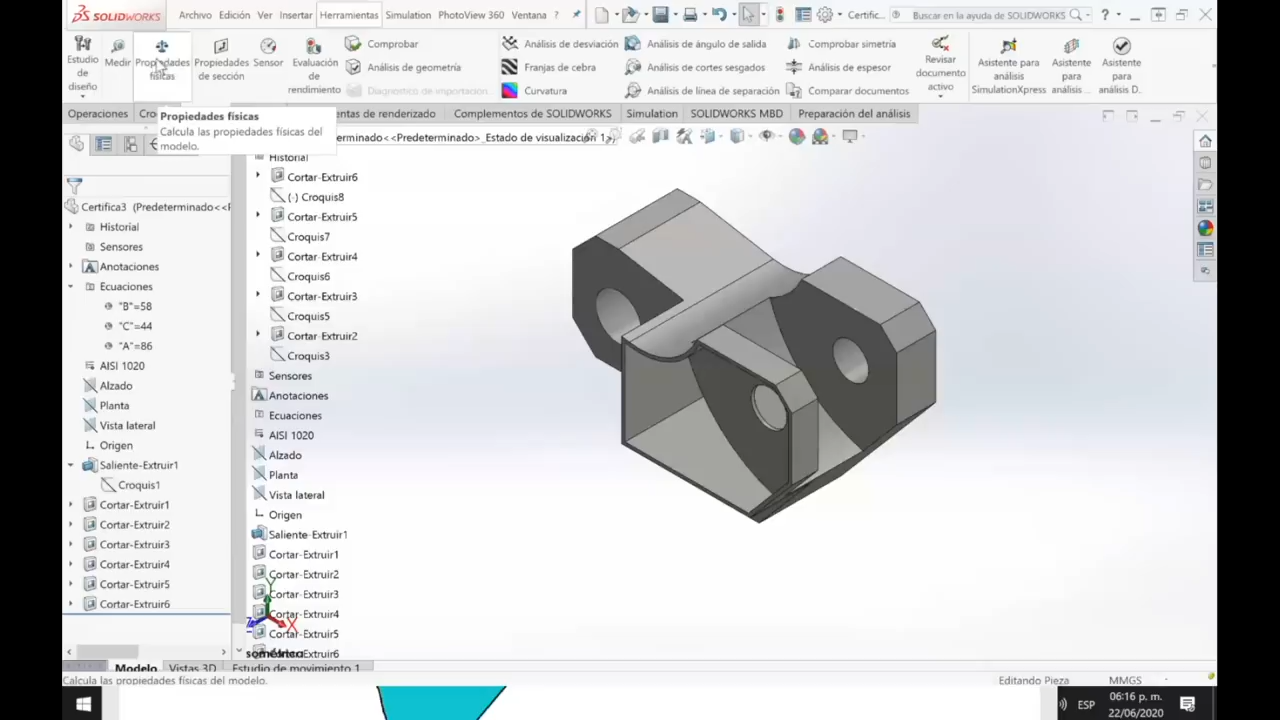 SOLIDWORKS Archivo Edición Ver Insertar Herramientas Simulation PhotoView 360 Ventana ? Certific... Buscar en la ayuda de SOLIDWORKS ?
Estudio de diseño
Medir
Propiedades físicas
Propiedades de sección
Sensor
Evaluación de rendimiento
Comprobar
Análisis de geometría
Diagnóstico de importación
Análisis de desviación
Franjas de cebra
Curvatura
Análisis de ángulo de salida
Análisis de cortes sesgados
Análisis de línea de separación
Comprobar simetría
Análisis de espesor
Comparar documentos
Revisar documento activo
Asistente para análisis SimulationXpress
Asistente para análisis ...
Asistente para análisis D...
Operaciones Cro entas de renderizado Complementos de SOLIDWORKS Simulation SOLIDWORKS MBD Preparación del análisis
Propiedades físicas
Calcula las propiedades físicas del
modelo.
rminado<<Predeterminado>_Estado de visualización 1
Certifica3 (Predeterminado<<F
Historial
Sensores
Anotaciones
Ecuaciones
"B"=58
"C"=44
"A"=86
AISI 1020
Alzado
Planta
Vista lateral
Origen
Saliente-Extruir1
Croquis1
Cortar-Extruir1
Cortar-Extruir2
Cortar-Extruir3
Cortar-Extruir4
Cortar-Extruir5
Cortar-Extruir6
Historial
Cortar-Extruir6
(-) Croquis8
Cortar-Extruir5
Croquis7
Cortar-Extruir4
Croquis6
Cortar-Extruir3
Croquis5
Cortar-Extruir2
Croquis3
Sensores
Anotaciones
Ecuaciones
AISI 1020
Alzado
Planta
Vista lateral
Origen
Saliente-Extruir1
Cortar-Extruir1
Cortar-Extruir2
Cortar-Extruir3
Cortar-Extruir4
Cortar-Extruir5
Cortar-Extruir6
Y
Z
X
Modelo Vistas 3D Estudio de movimiento 1
Calcula las propiedades físicas del modelo. Editando Pieza MMGS
ESP 06:16 p. m.
22/06/2020